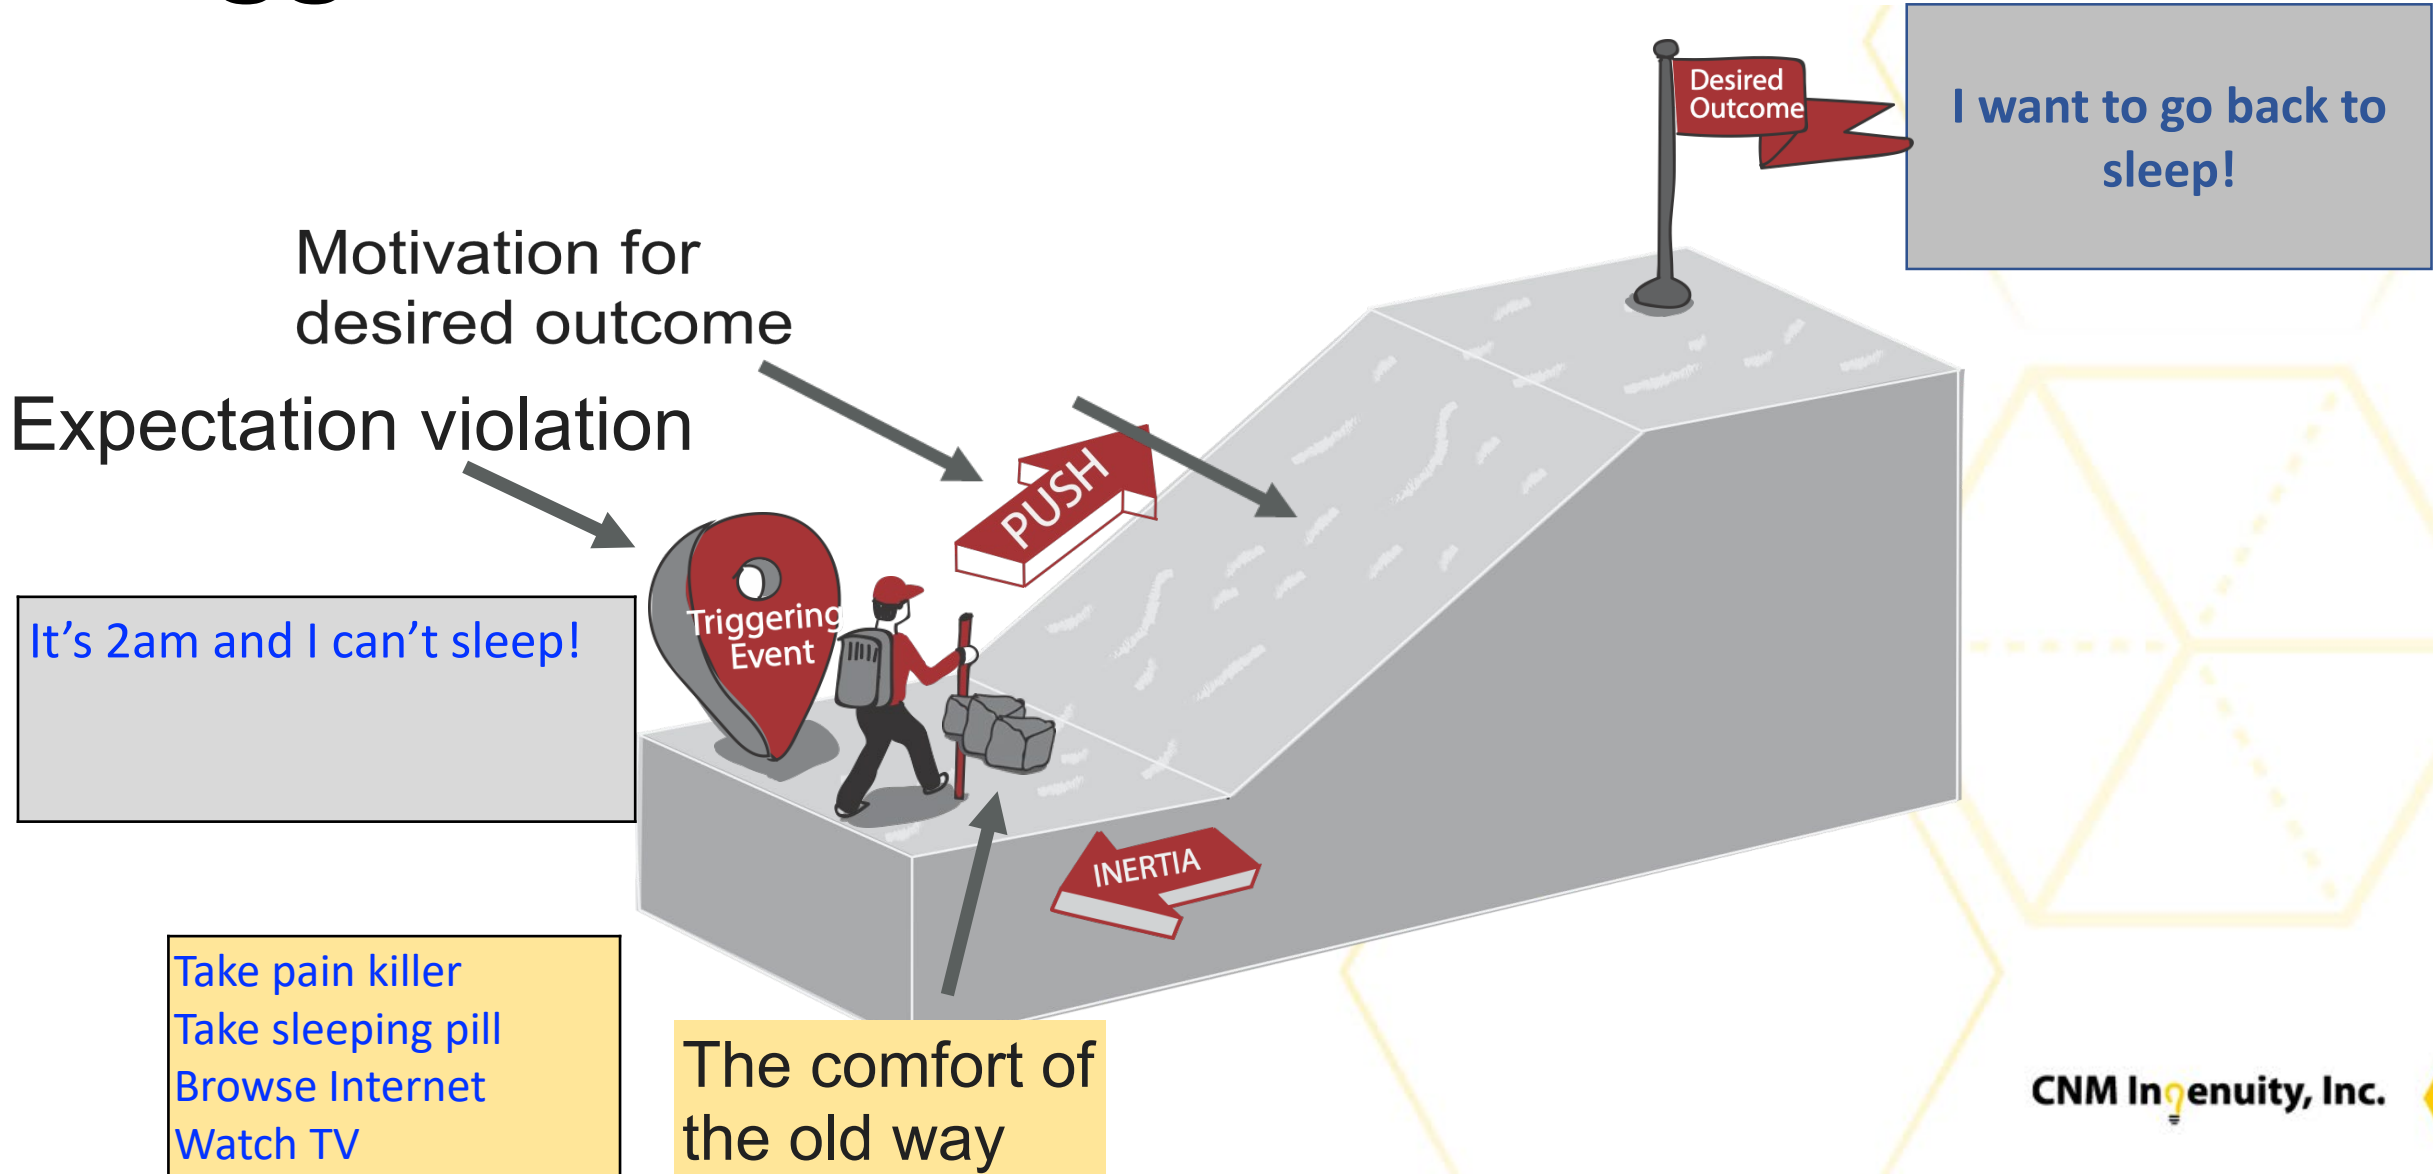 Desired
Outcome
I want to go back to
sleep!
Motivation for
desired outcome
Expectation violation
PUSH
Triggering
Event
It’s 2am and I can’t sleep!
INERTIA
Take pain killer
Take sleeping pill
Browse Internet
Watch TV
The comfort of
the old way
CNM Ingenuity, Inc.